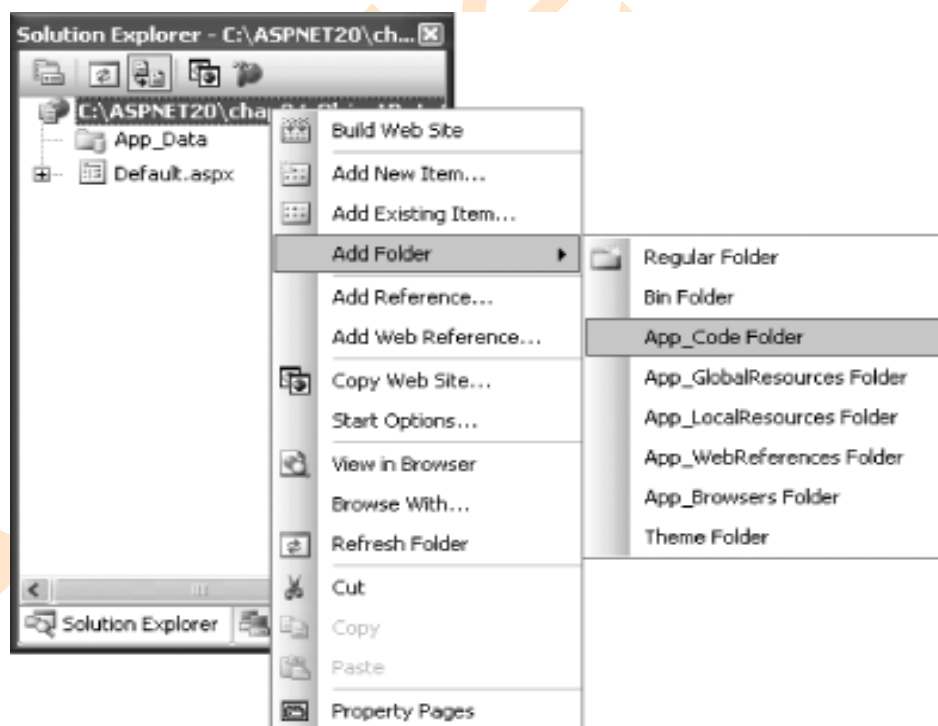 Solution Explorer - C:\ASPNET20\ch...
C:\ASPNET20\cha
App_Data
Default.aspx
Build Web Site
Add New Item...
Add Existing Item...
Add Folder
Add Reference...
Add Web Reference...
Copy Web Site...
Start Options...
View in Browser
Browse With...
Refresh Folder
Cut
Copy
Paste
Property Pages
Regular Folder
Bin Folder
App_Code Folder
App_GlobalResources Folder
App_LocalResources Folder
App_WebReferences Folder
App_Browsers Folder
Theme Folder
Solution Explorer